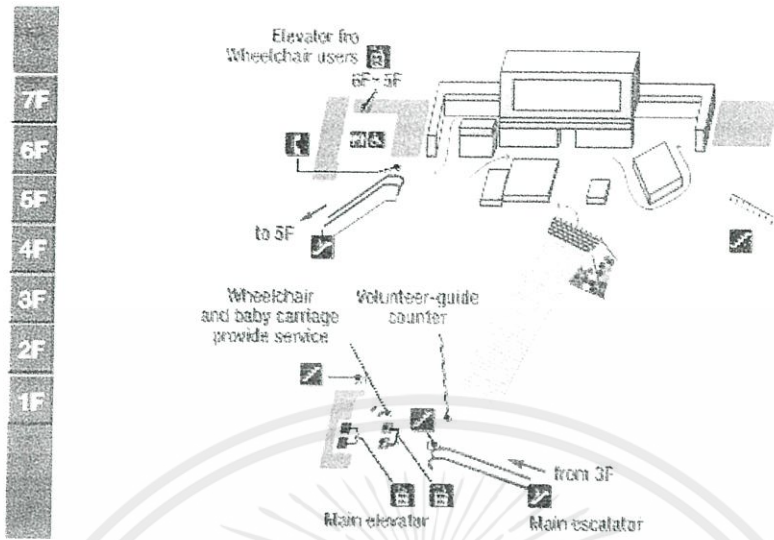 Elevator fro
Wheelchair users
6F-5F
7F
6F
5F
4F
3F
2F
1F
to 5F
Wheelchair
and baby carriage
provide service
Volunteer-guide
counter
from 3F
Main elevator
Main escalator